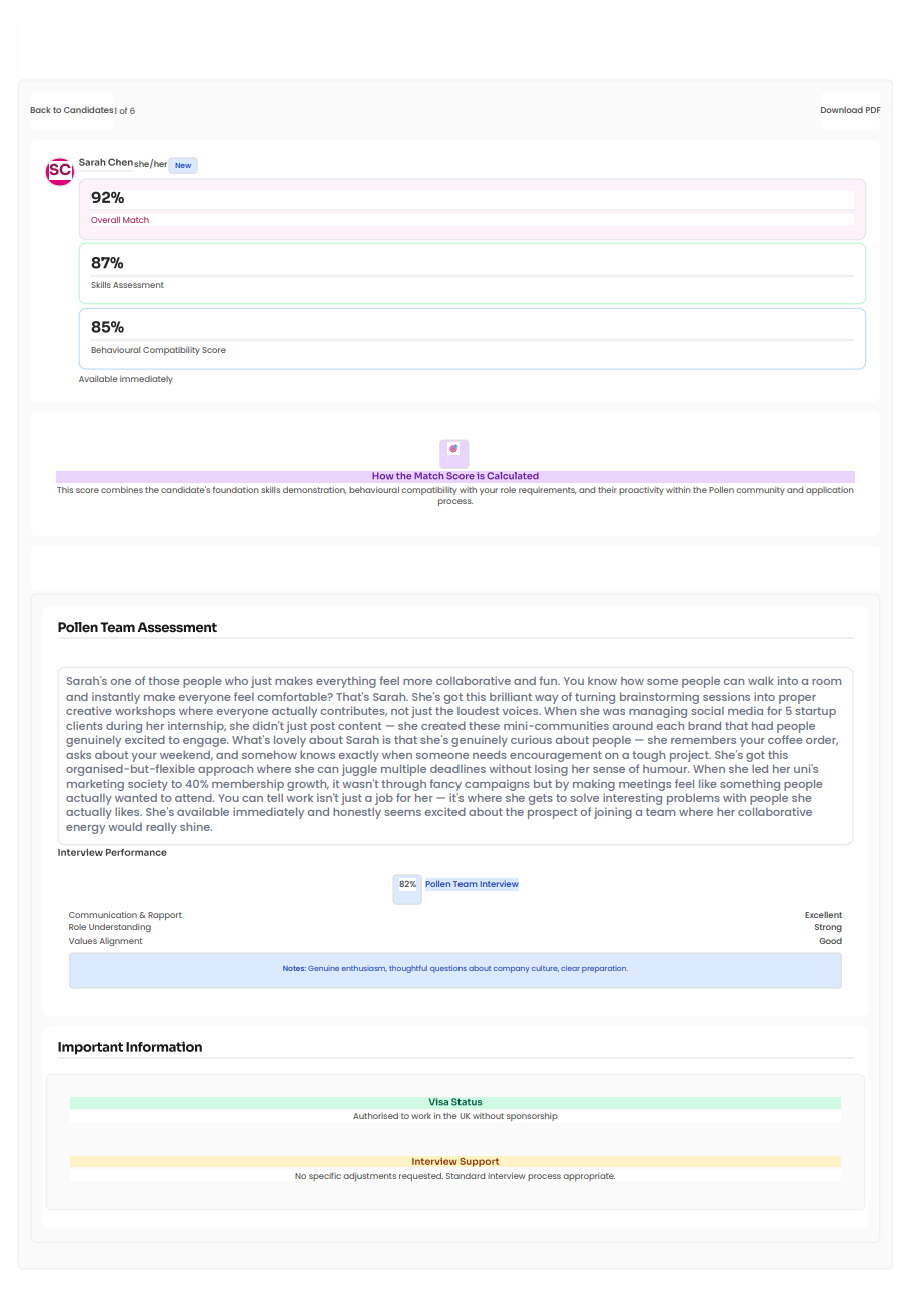 Back to Candidates 1 of 6 Download PDF
SC Sarah Chen she/her New
92%
Overall Match
87%
Skills Assessment
85%
Behavioural Compatibility Score
Available immediately
How the Match Score is Calculated
This score combines the candidate's foundation skills demonstration, behavioural compatibility with your role requirements, and their proactivity within the Pollen community and application
process.
Pollen Team Assessment
Sarah's one of those people who just makes everything feel more collaborative and fun. You know how some people can walk into a room
and instantly make everyone feel comfortable? That's Sarah. She's got this brilliant way of turning brainstorming sessions into proper
creative workshops where everyone actually contributes, not just the loudest voices. When she was managing social media for 5 startup
clients during her internship, she didn't just post content — she created these mini-communities around each brand that had people
genuinely excited to engage. What's lovely about Sarah is that she's genuinely curious about people — she remembers your coffee order,
asks about your weekend, and somehow knows exactly when someone needs encouragement on a tough project. She's got this
organised-but-flexible approach where she can juggle multiple deadlines without losing her sense of humour. When she led her uni's
marketing society to 40% membership growth, it wasn't through fancy campaigns but by making meetings feel like something people
actually wanted to attend. You can tell work isn't just a job for her — it's where she gets to solve interesting problems with people she
actually likes. She's available immediately and honestly seems excited about the prospect of joining a team where her collaborative
energy would really shine.
Interview Performance
82% Pollen Team Interview
Communication & Rapport Excellent
Role Understanding Strong
Values Alignment Good
Notes: Genuine enthusiasm, thoughtful questions about company culture, clear preparation.
Important Information
Visa Status
Authorised to work in the UK without sponsorship
Interview Support
No specific adjustments requested. Standard interview process appropriate.